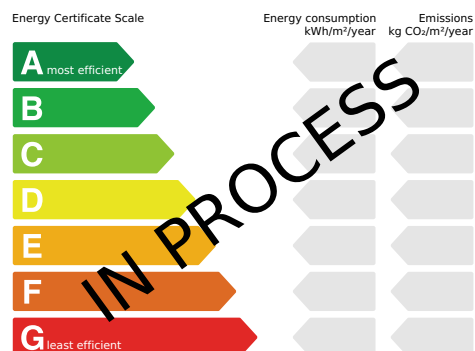 Energy Certificate Scale
Energy consumption
kWh/m²/year
Emissions
kg CO₂/m²/year
A most efficient
B
C
D
E
F
G least efficient
IN PROCESS